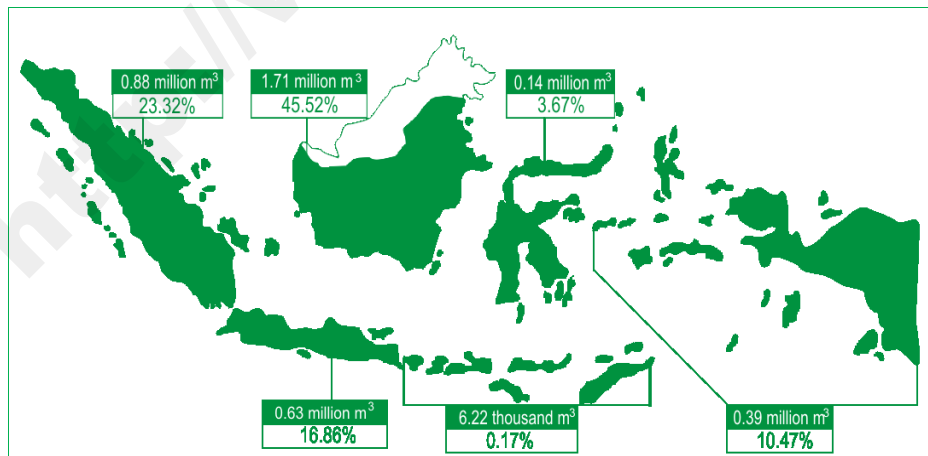 0.88 million m³
23.32%
1.71 million m³
45.52%
0.14 million m³
3.67%
0.63 million m³
16.86%
6.22 thousand m³
0.17%
0.39 million m³
10.47%
http://